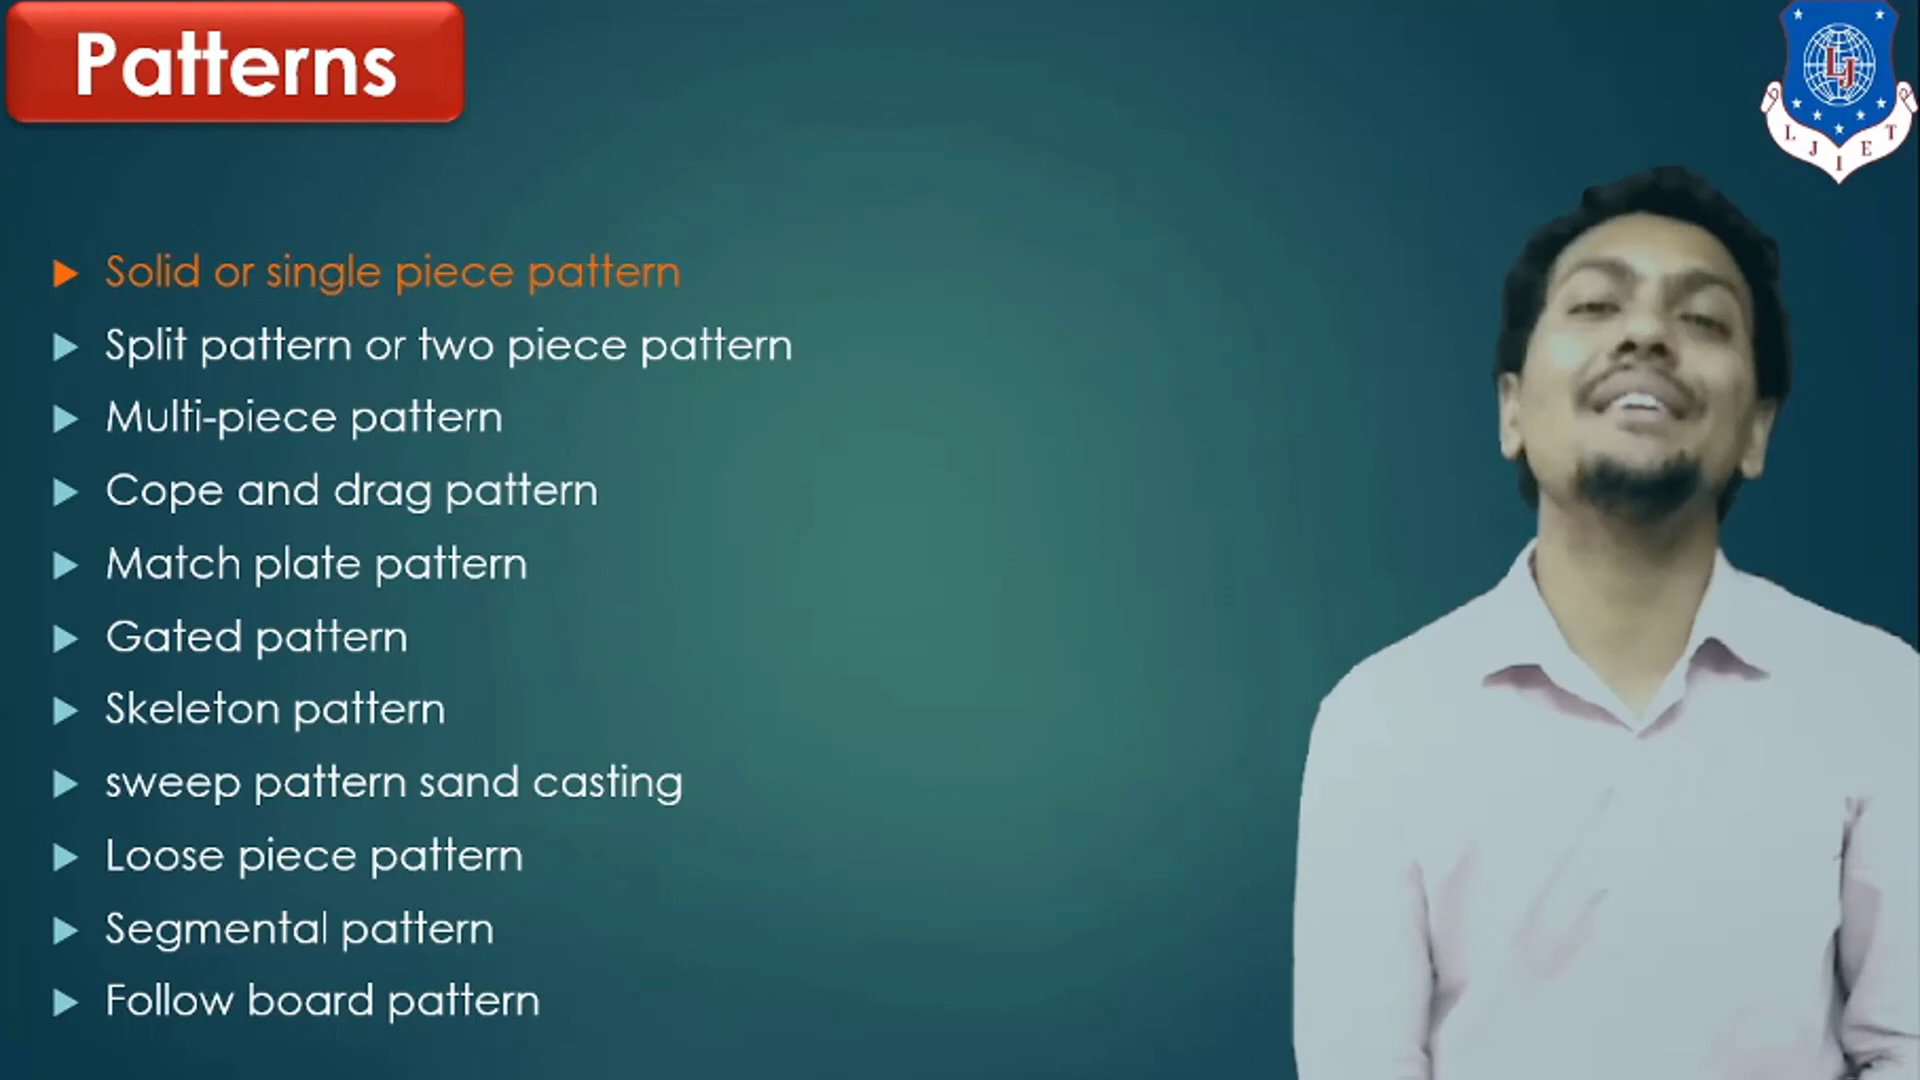 Patterns
LJ
L J I E T
Solid or single piece pattern
Split pattern or two piece pattern
Multi-piece pattern
Cope and drag pattern
Match plate pattern
Gated pattern
Skeleton pattern
sweep pattern sand casting
Loose piece pattern
Segmental pattern
Follow board pattern